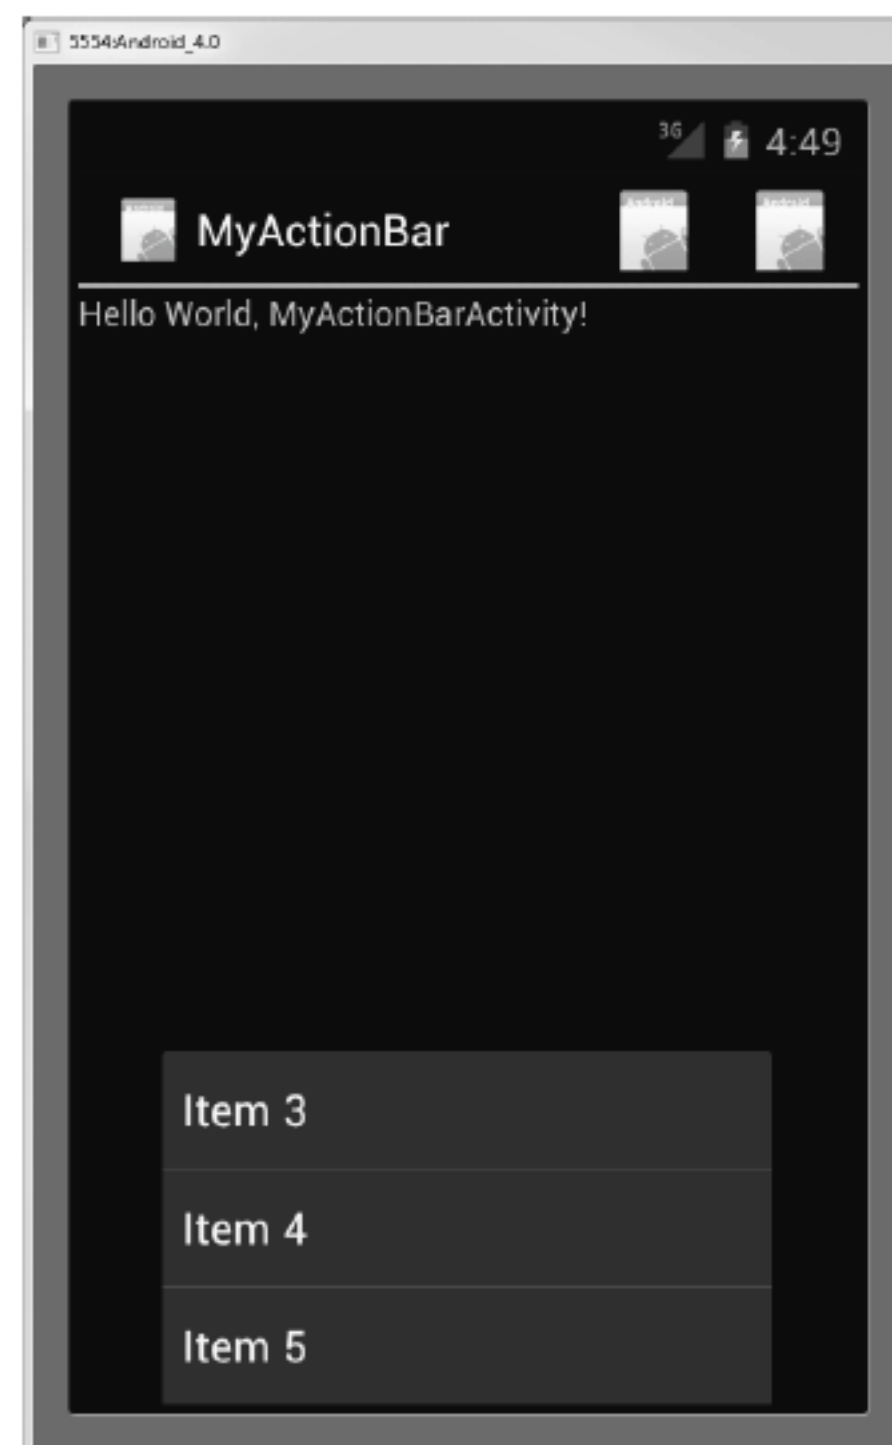 5554:Android_4.0
3G 4:49
MyActionBar
Hello World, MyActionBarActivity!
Item 3
Item 4
Item 5